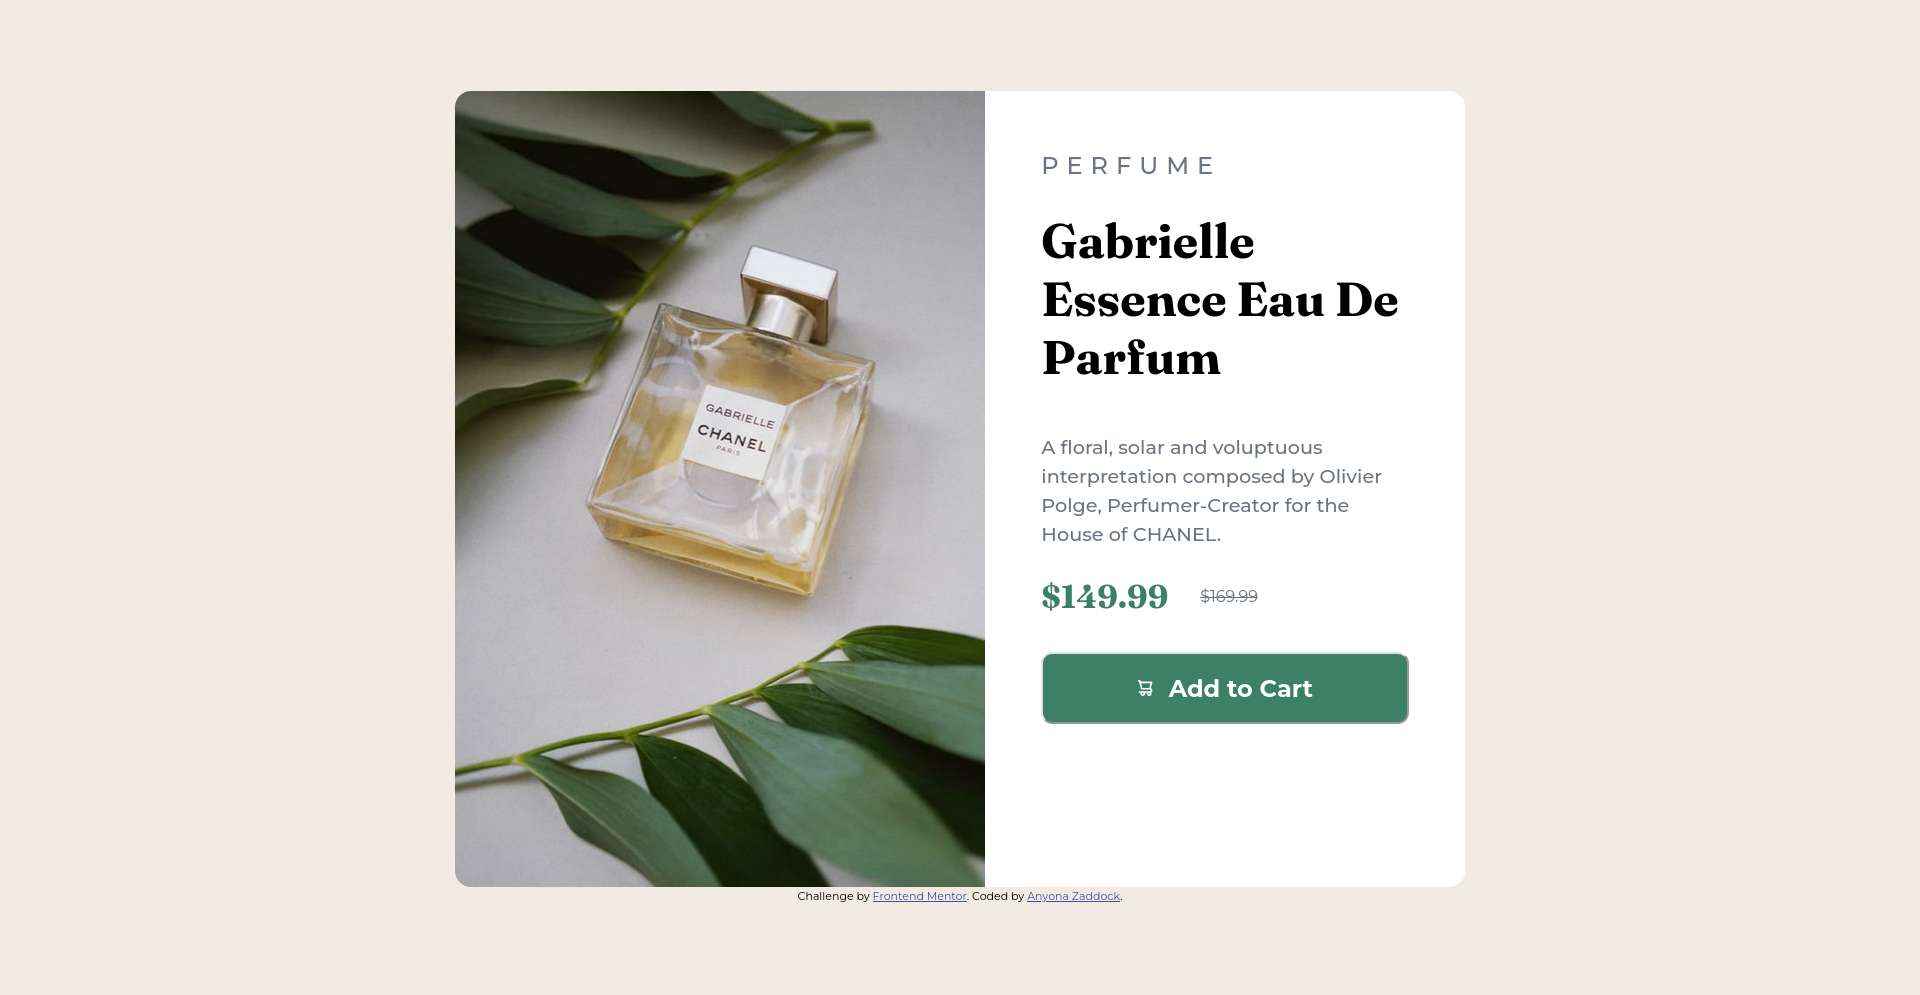 GABRIELLE
CHANEL
PARIS
PERFUME
Gabrielle
Essence Eau De
Parfum
A floral, solar and voluptuous
interpretation composed by Olivier
Polge, Perfumer-Creator for the
House of CHANEL.
$149.99 $169.99
Add to Cart
Challenge by Frontend Mentor. Coded by Anyona Zaddock.